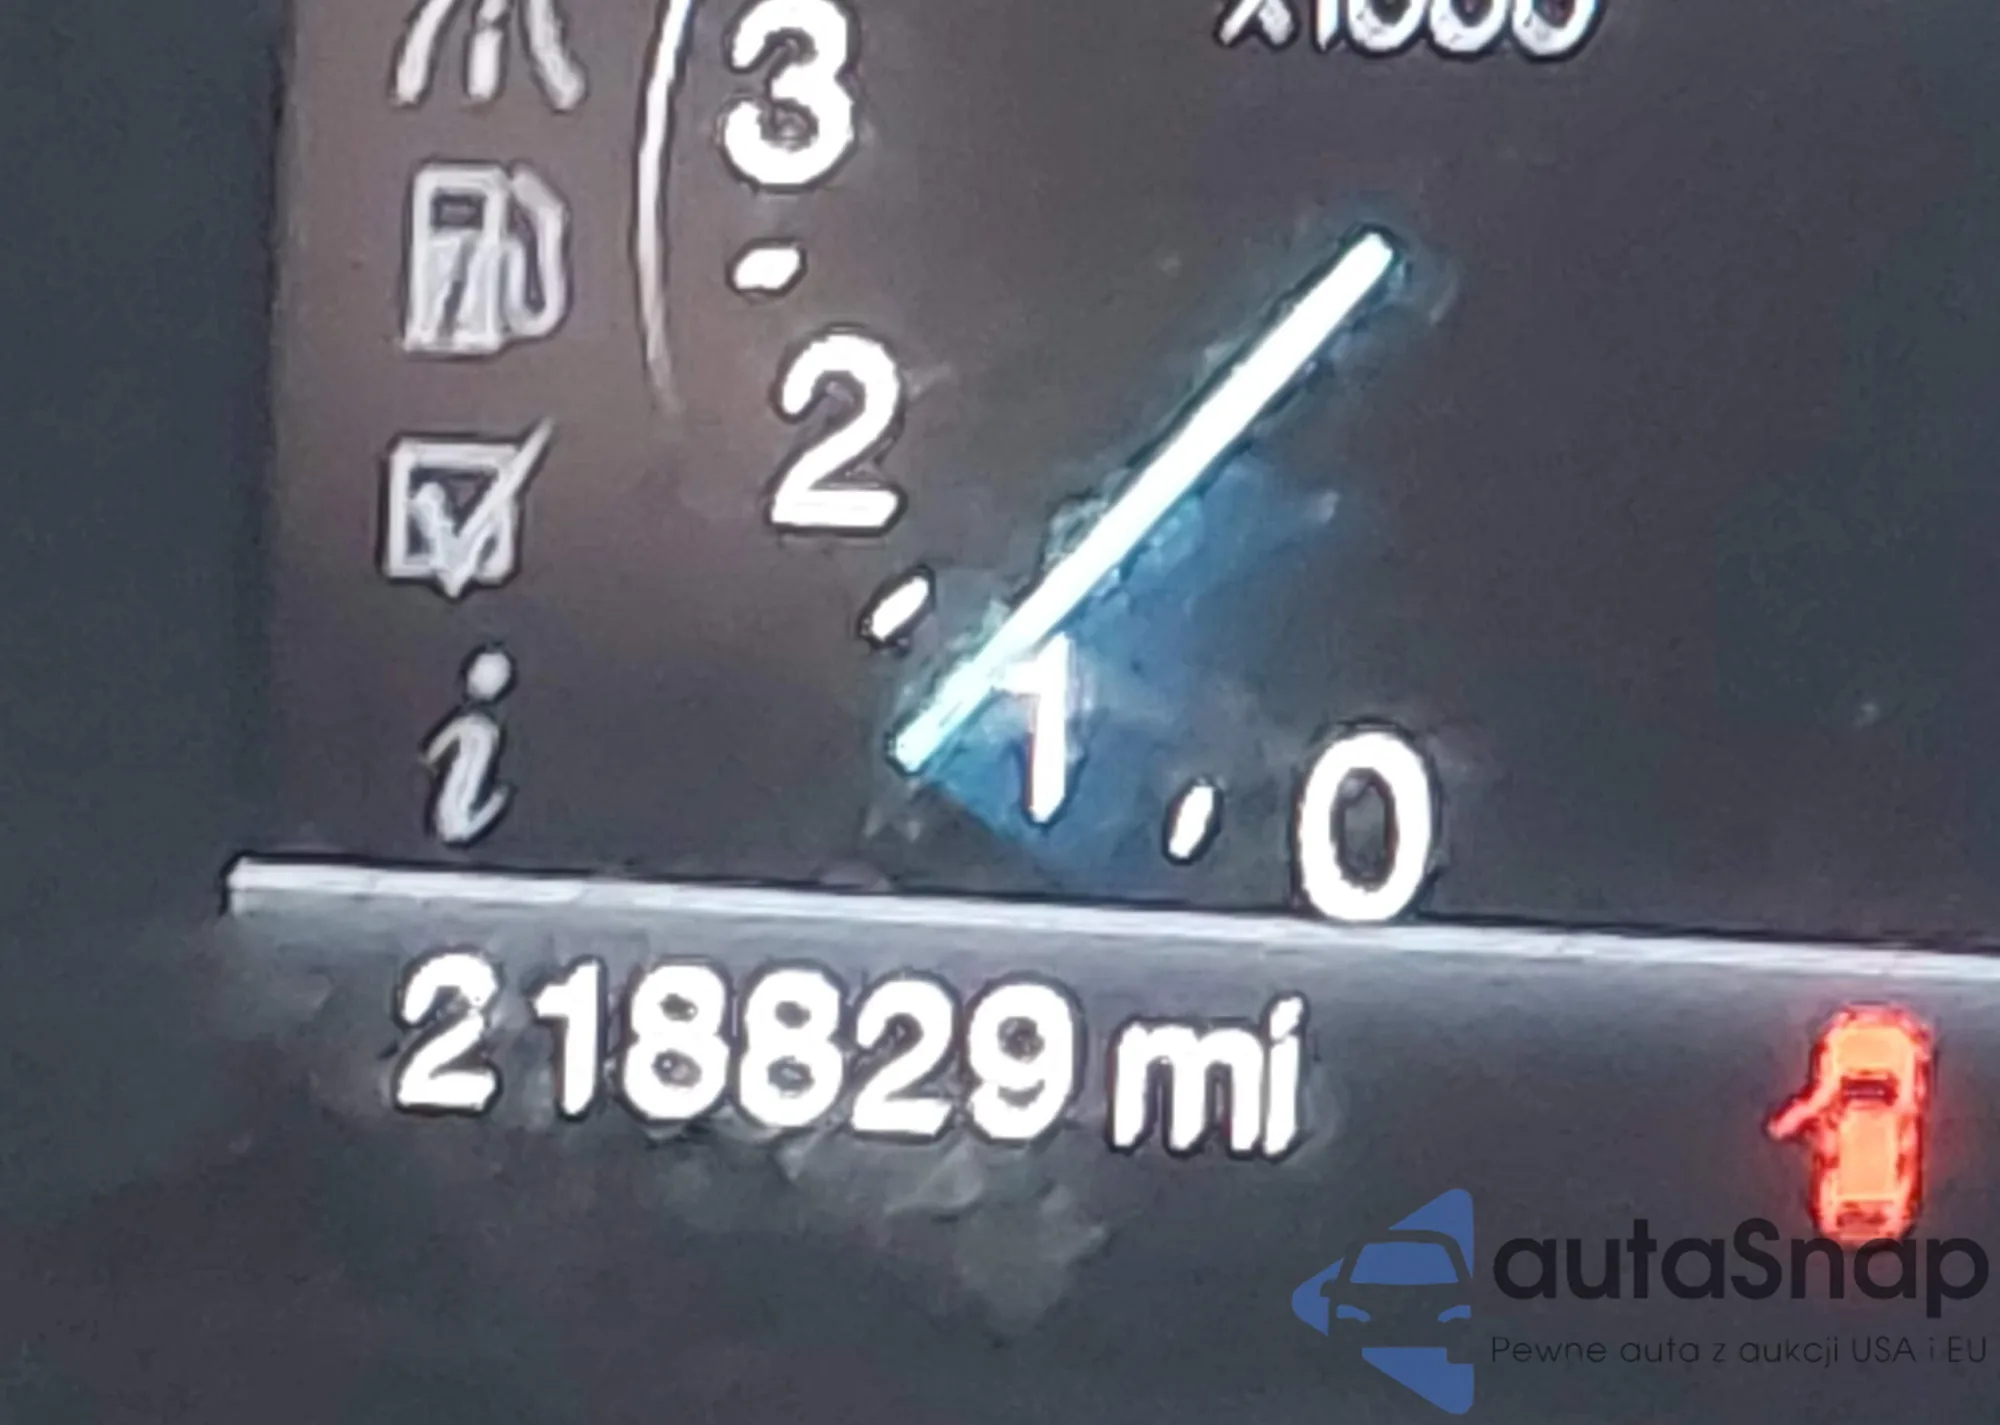 x1000
3
2
1
0
i
218829 mi
autaSnap
Pewne auta z aukcji USA i EU